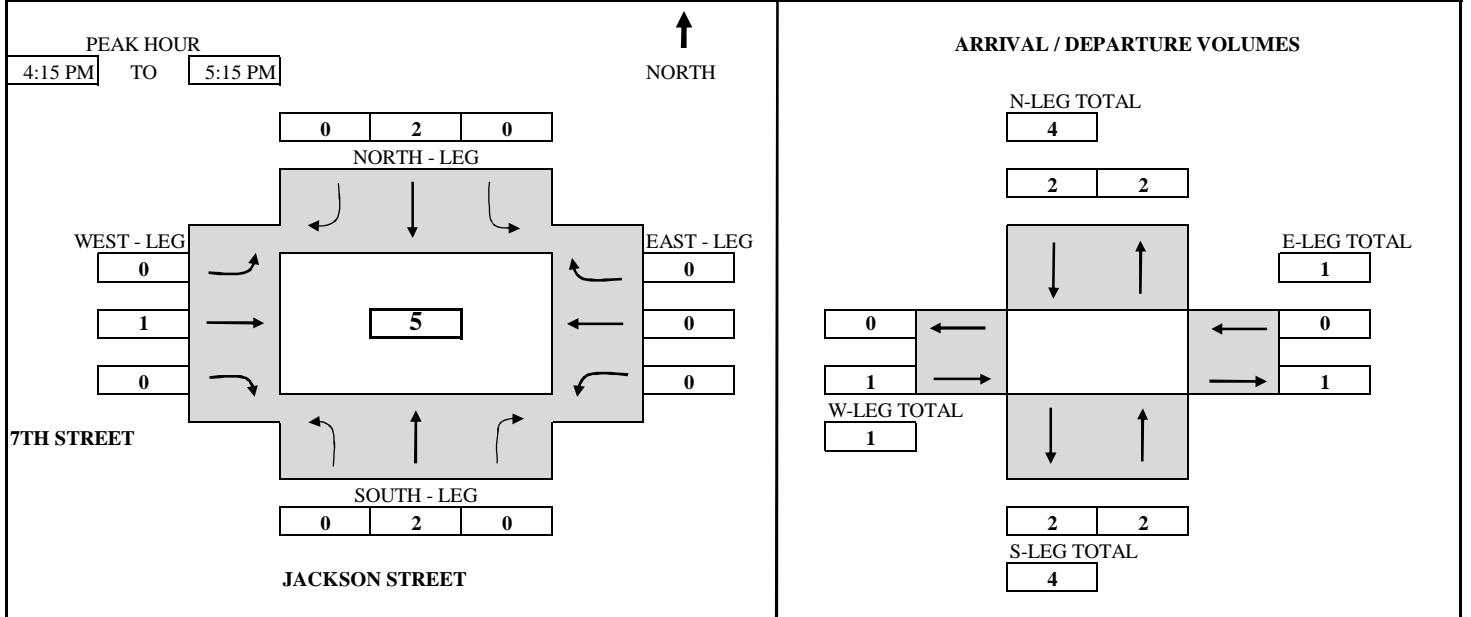 PEAK HOUR
4:15 PM TO 5:15 PM
NORTH
0 2 0
NORTH - LEG
WEST - LEG
EAST - LEG
0 0
1 5 0
0 0
7TH STREET
SOUTH - LEG
0 2 0
JACKSON STREET
ARRIVAL / DEPARTURE VOLUMES
N-LEG TOTAL
4
2 2
E-LEG TOTAL
1
0 0
1 1
W-LEG TOTAL
1
2 2
S-LEG TOTAL
4